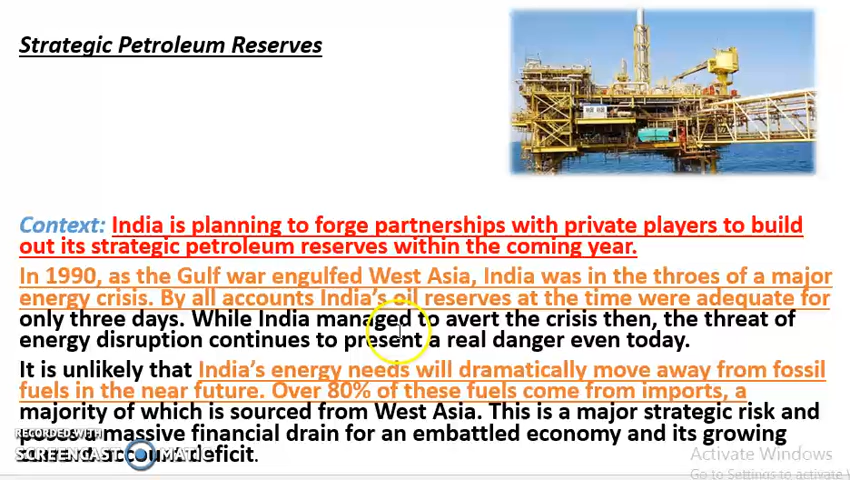 Strategic Petroleum Reserves
Context: India is planning to forge partnerships with private players to build
out its strategic petroleum reserves within the coming year.
In 1990, as the Gulf war engulfed West Asia, India was in the throes of a major
energy crisis. By all accounts India's oil reserves at the time were adequate for
only three days. While India managed to avert the crisis then, the threat of
energy disruption continues to present a real danger even today.
It is unlikely that India's energy needs will dramatically move away from fossil
fuels in the near future. Over 80% of these fuels come from imports, a
majority of which is sourced from West Asia. This is a major strategic risk and
a massive financial drain for an embattled economy and its growing
account deficit.
RECORDED WITH
SCREENCAST MATIC
Activate Windows
Go to Settings to activate